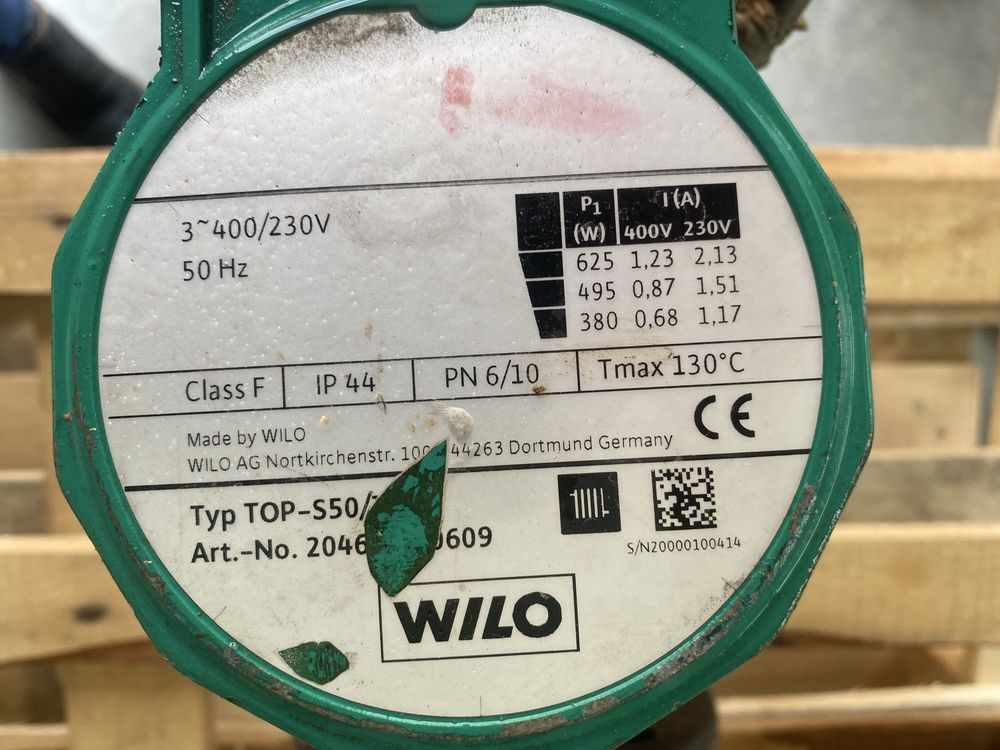 3~400/230V
50 Hz
P1 (W) I (A)
400V 230V
625 1,23 2,13
495 0,87 1,51
380 0,68 1,17
Class F IP 44 PN 6/10 Tmax 130°C
CE
Made by WILO
WILO AG Nortkirchenstr. 44263 Dortmund Germany
Typ TOP-S50/
Art.-No. 2046 0609
S/N20000100414
WILO